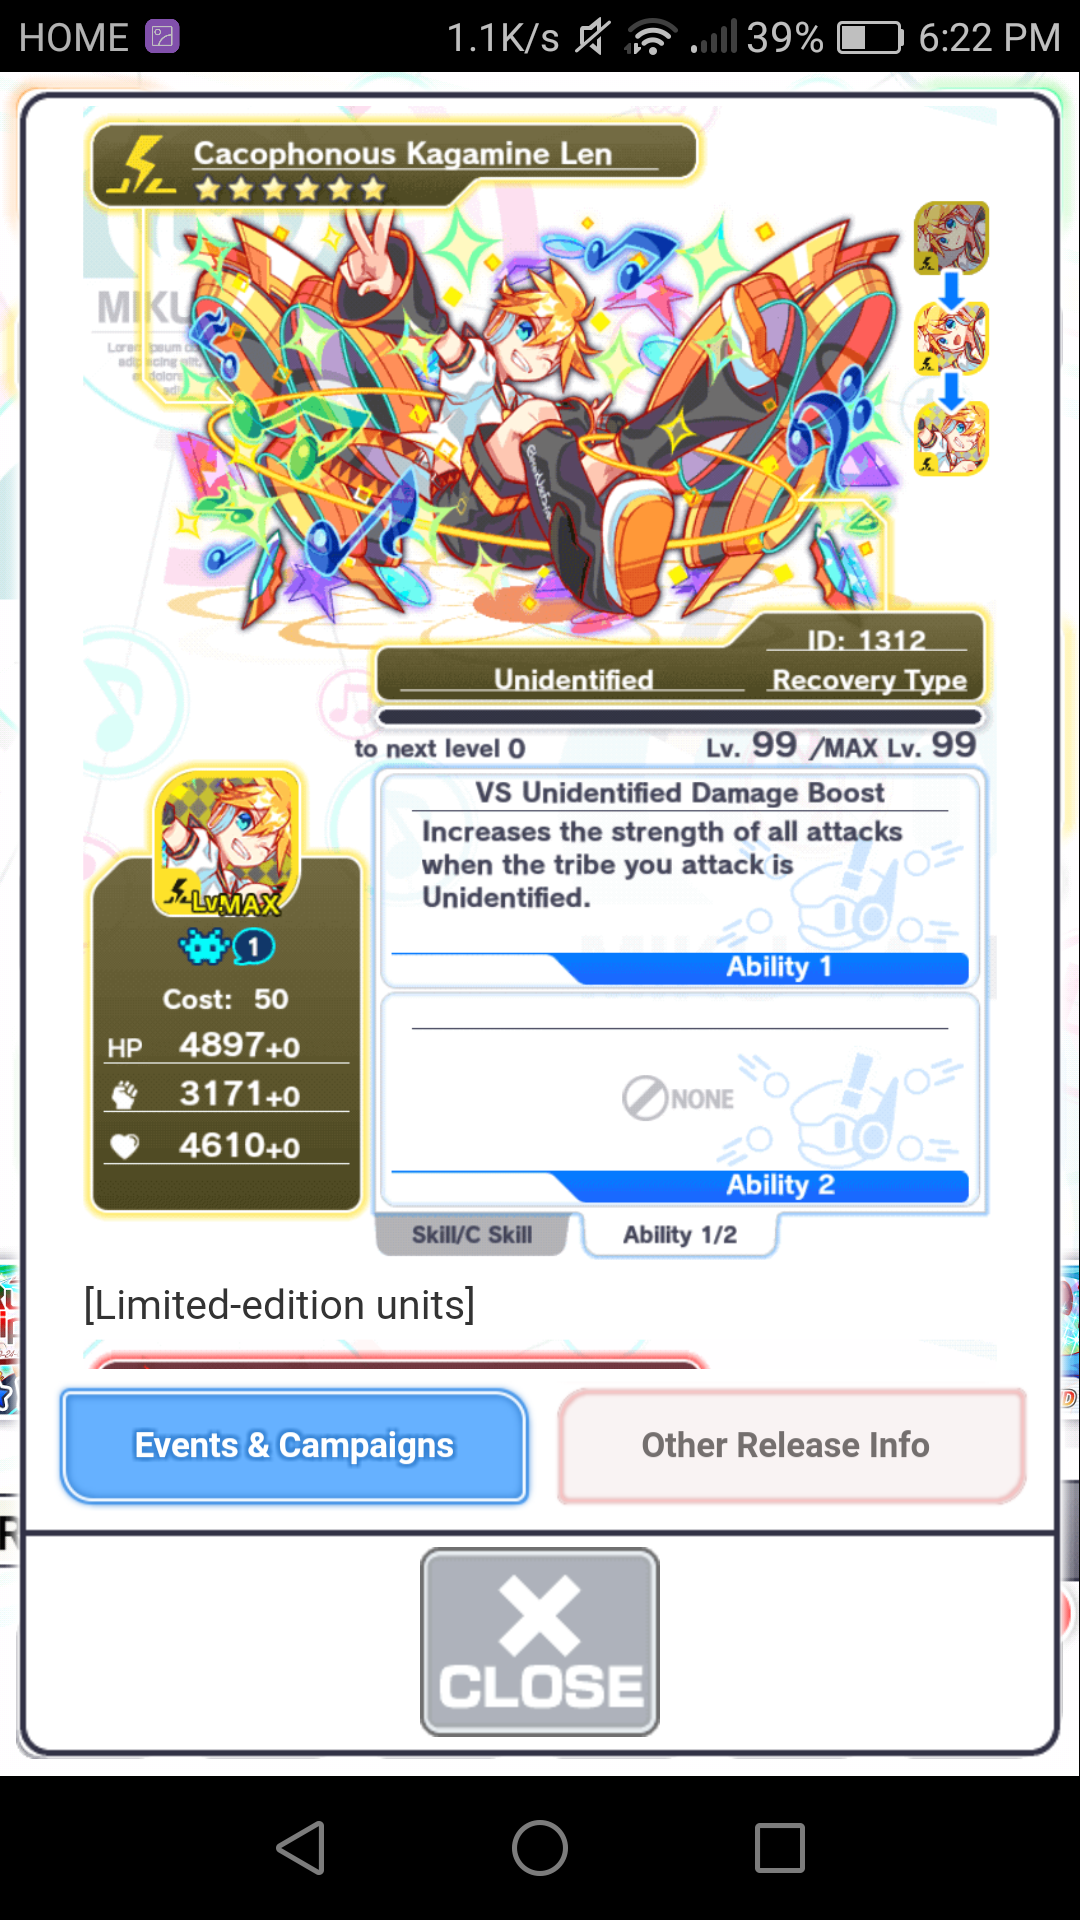 HOME 1.1K/s 39% 6:22 PM
Cacophonous Kagamine Len
MIKU
ID: 1312
Unidentified Recovery Type
to next level 0 Lv. 99 /MAX Lv. 99
VS Unidentified Damage Boost
Increases the strength of all attacks
when the tribe you attack is
Unidentified.
Ability 1
Lv.MAX
1
Cost: 50
HP 4897+0
3171+0
4610+0
NONE
Ability 2
Skill/C Skill Ability 1/2
[Limited-edition units]
Events & Campaigns Other Release Info
CLOSE